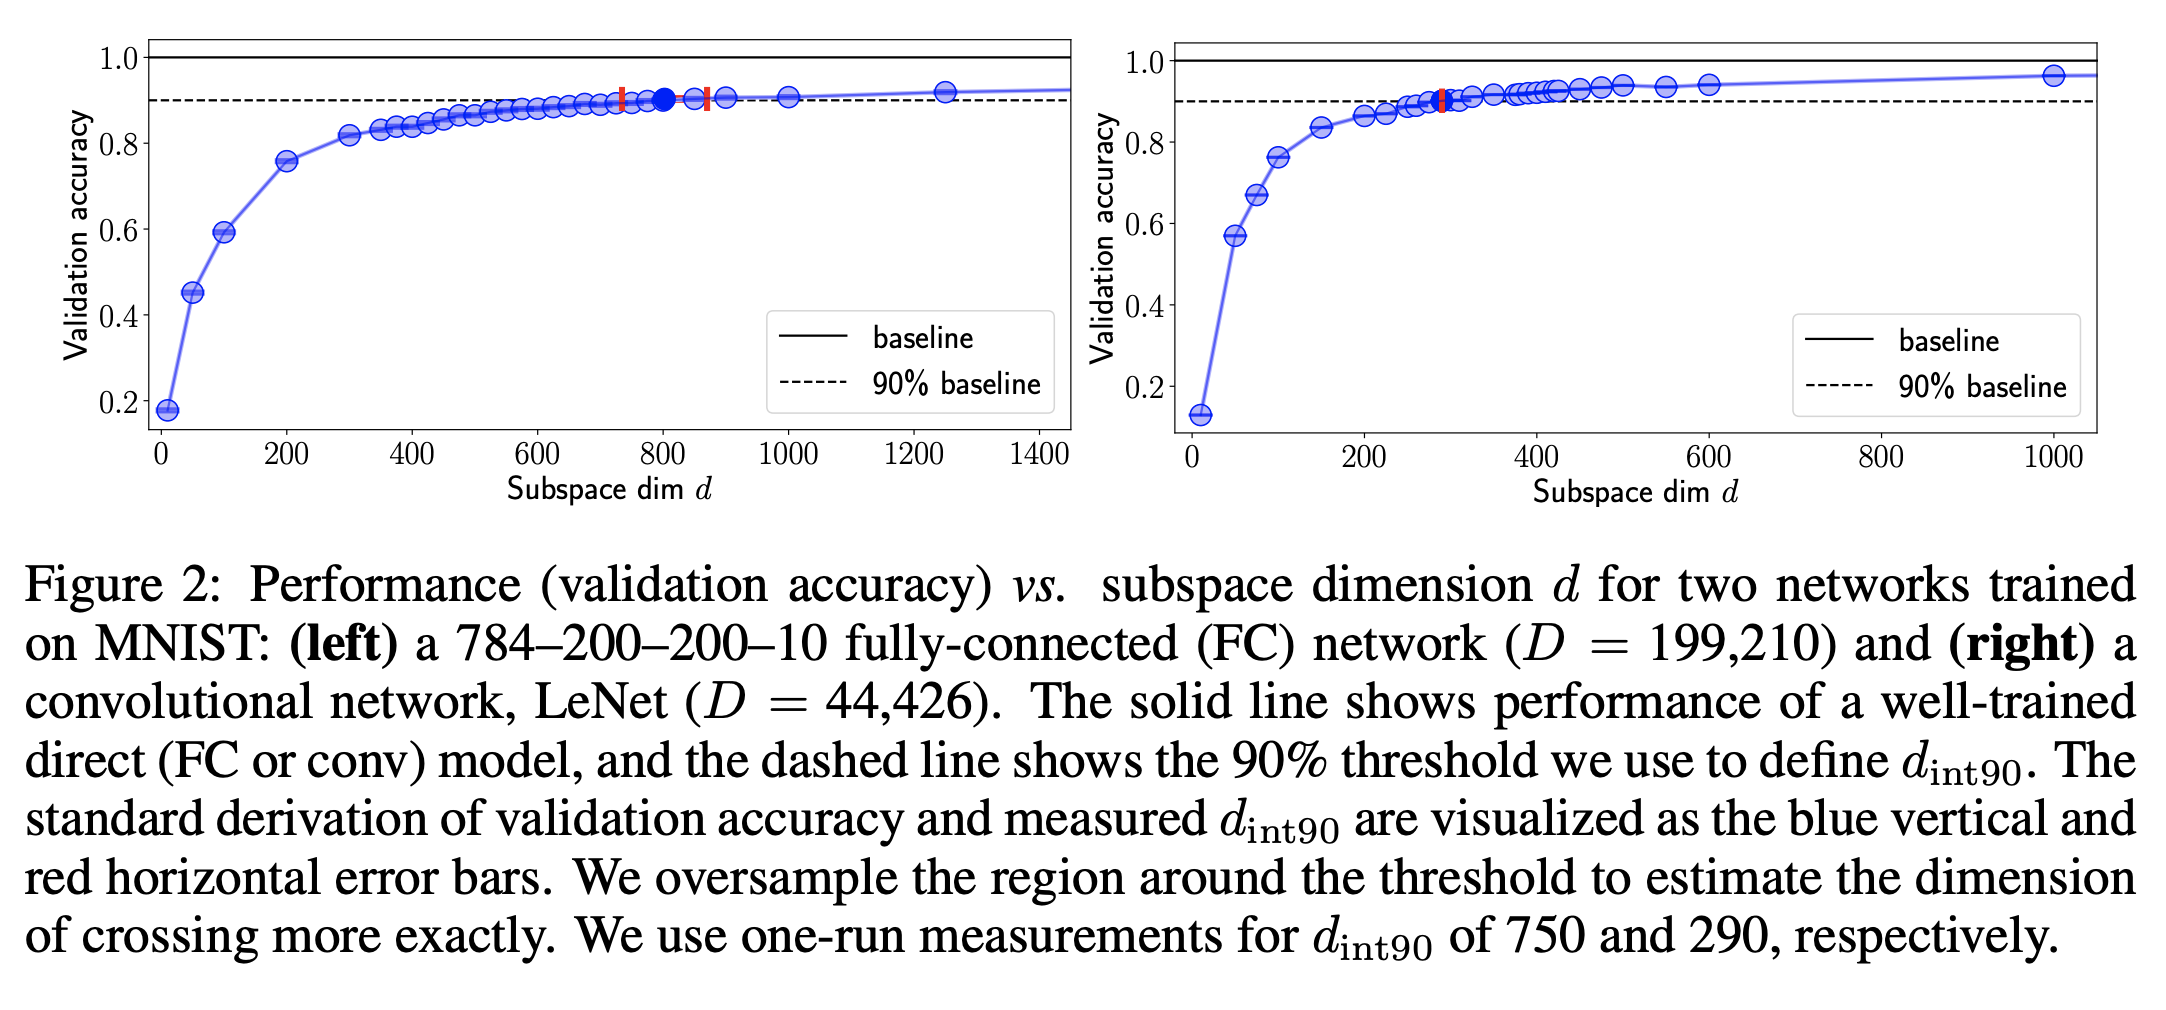 1.0
0.8
0.6
0.4
0.2
Validation accuracy
baseline
90% baseline
0 200 400 600 800 1000 1200 1400
Subspace dim d
1.0
0.8
0.6
0.4
0.2
Validation accuracy
baseline
90% baseline
0 200 400 600 800 1000
Subspace dim d
Figure 2: Performance (validation accuracy) vs. subspace dimension d for two networks trained
on MNIST: (left) a 784–200–200–10 fully-connected (FC) network (D = 199,210) and (right) a
convolutional network, LeNet (D = 44,426). The solid line shows performance of a well-trained
direct (FC or conv) model, and the dashed line shows the 90% threshold we use to define dint90. The
standard derivation of validation accuracy and measured dint90 are visualized as the blue vertical and
red horizontal error bars. We oversample the region around the threshold to estimate the dimension
of crossing more exactly. We use one-run measurements for dint90 of 750 and 290, respectively.